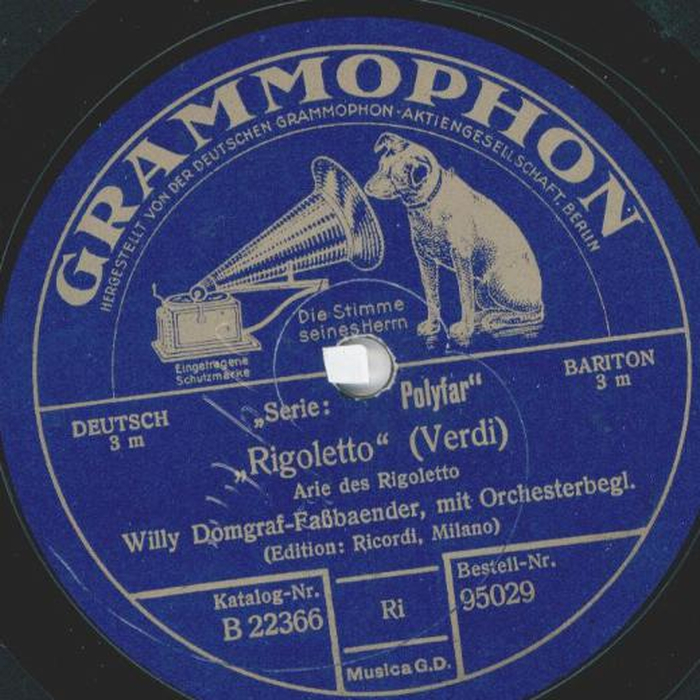 GRAMMOPHON
HERGESTELLT VON DER DEUTSCHEN GRAMMOPHON-AKTIENGESELLSCHAFT, BERLIN
Die Stimme
seines Herrn
Eingetragene
Schutzmarke
DEUTSCH
3 m
BARITON
3 m
„Serie: Polyfar“
„Rigoletto“ (Verdi)
Arie des Rigoletto
Willy Domgraf-Faßbaender, mit Orchesterbegl.
(Edition: Ricordi, Milano)
Katalog-Nr.
B 22366
Ri
Musica G.D.
Bestell-Nr.
95029